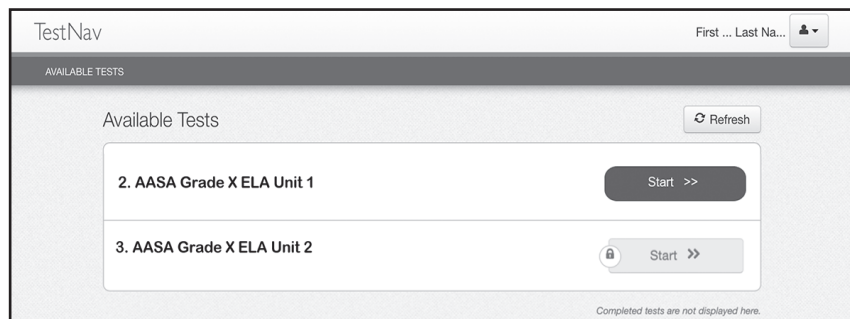 TestNav
First ... Last Na...
AVAILABLE TESTS
Available Tests
Refresh
2. AASA Grade X ELA Unit 1
Start >>
3. AASA Grade X ELA Unit 2
Start >>
Completed tests are not displayed here.